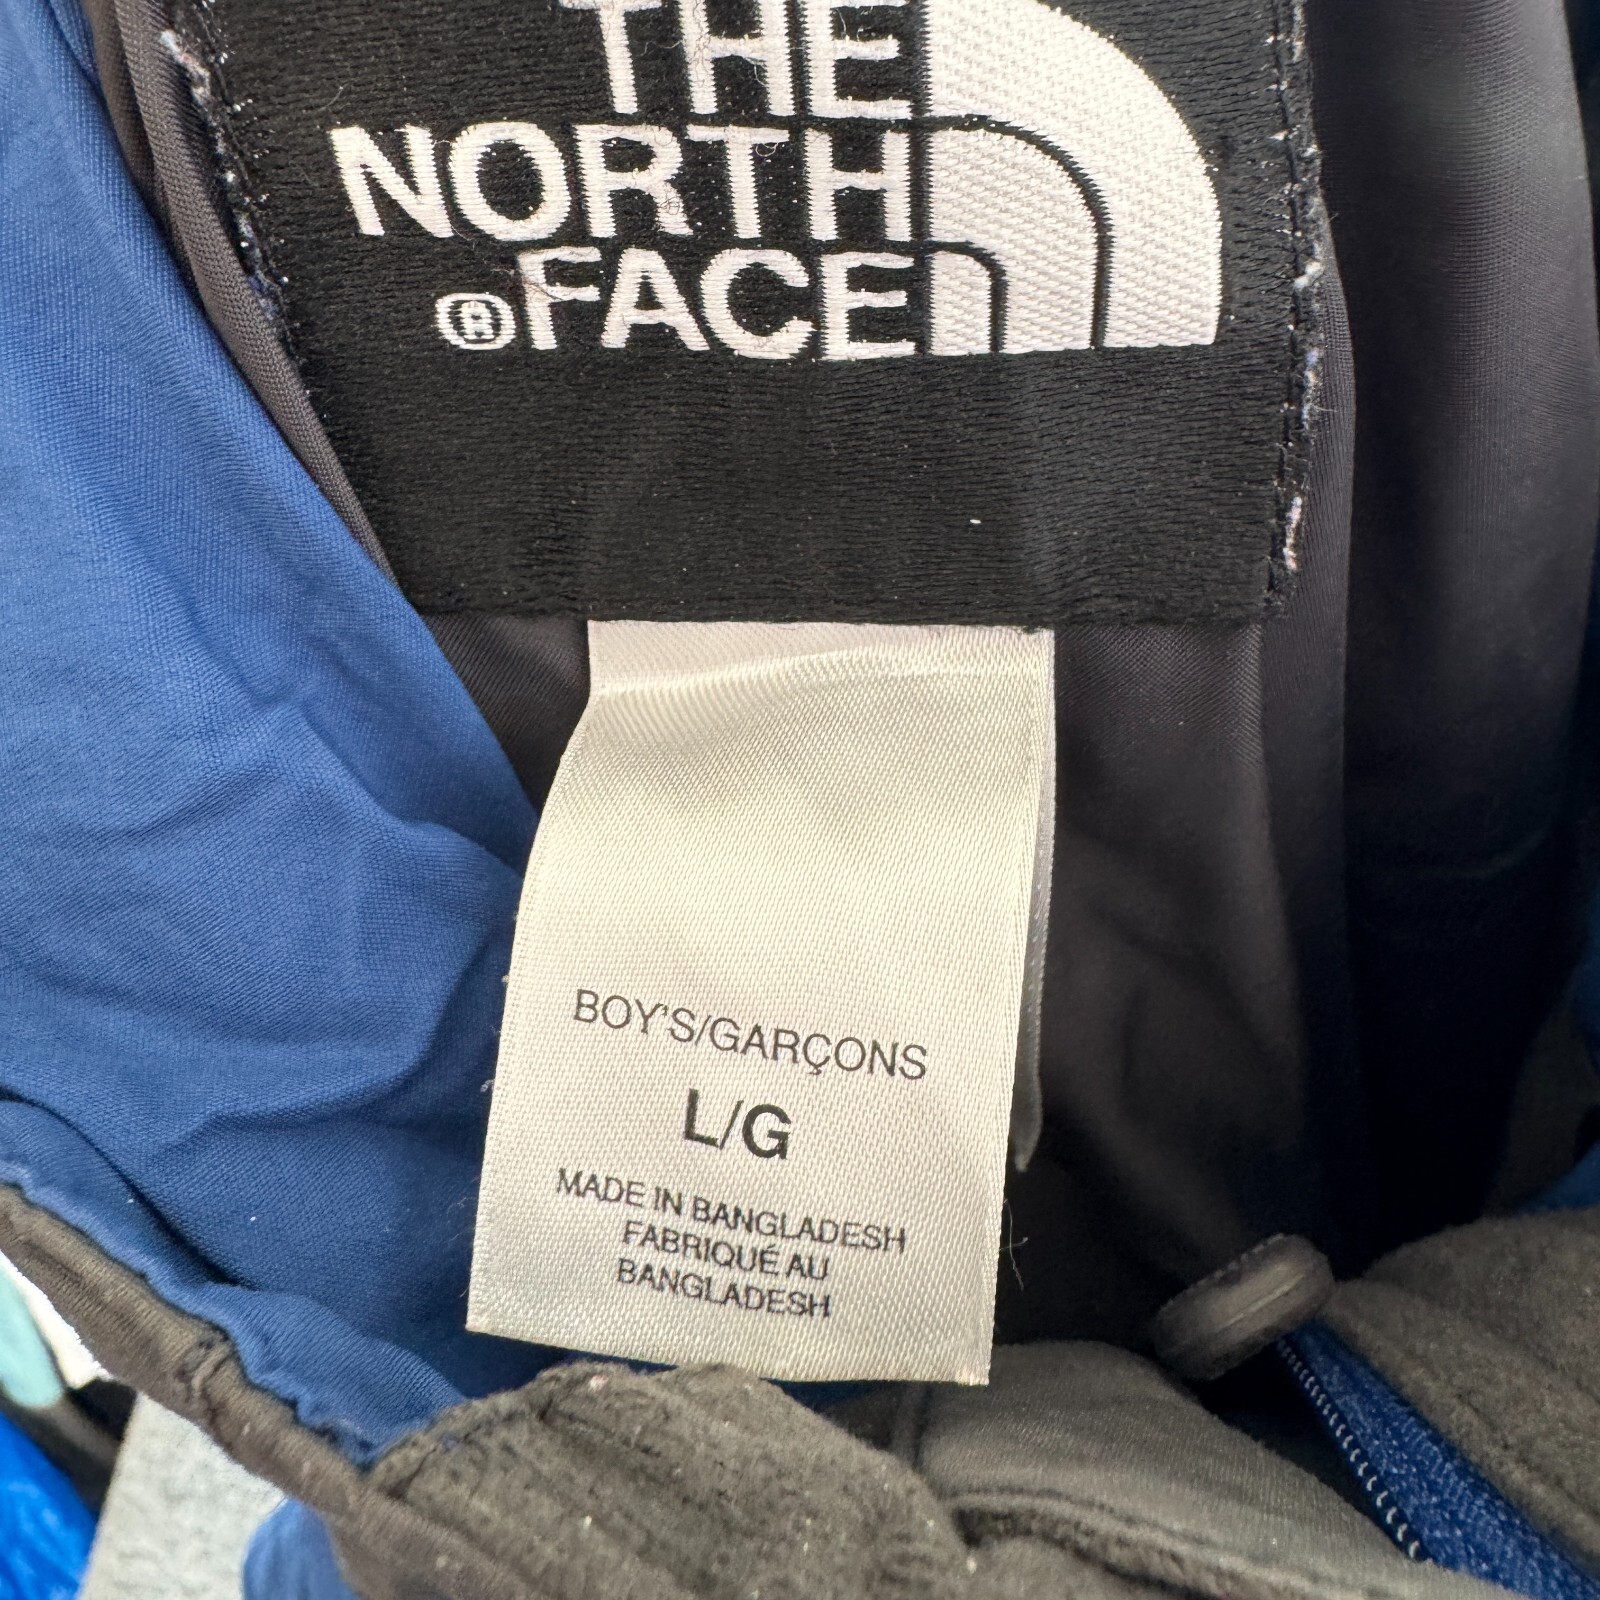 THE
NORTH
®FACE
BOY'S/GARÇONS
L/G
MADE IN BANGLADESH
FABRIQUÉ AU
BANGLADESH